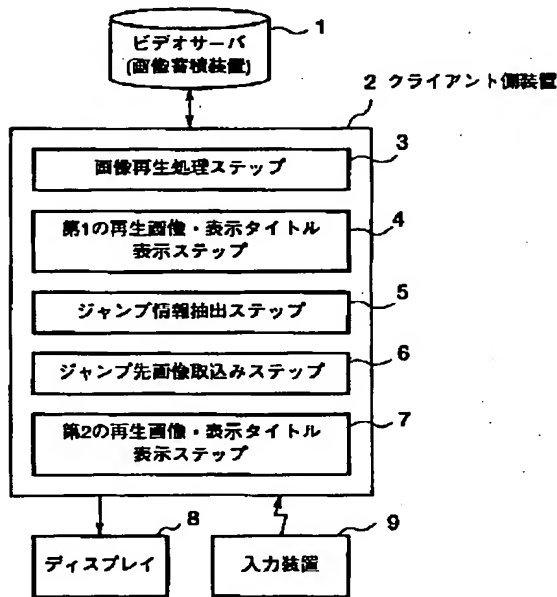 ビデオサーバ
(画像蓄積装置)
1
2 クライアント側装置
画像再生処理ステップ
3
第1の再生画像・表示タイトル
表示ステップ
4
ジャンプ情報抽出ステップ
5
ジャンプ先画像取込みステップ
6
第2の再生画像・表示タイトル
表示ステップ
7
ディスプレイ
8
入力装置
9